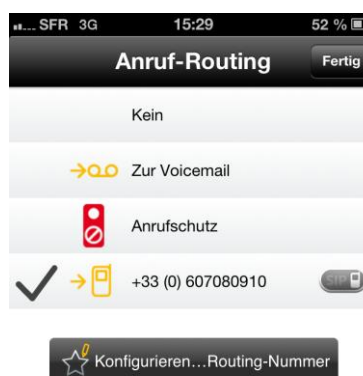 SFR 3G 15:29 52 %
Anruf-Routing Fertig
Kein
Zur Voicemail
Anrufschutz
+33 (0) 607080910 SIP
Konfigurieren...Routing-Nummer